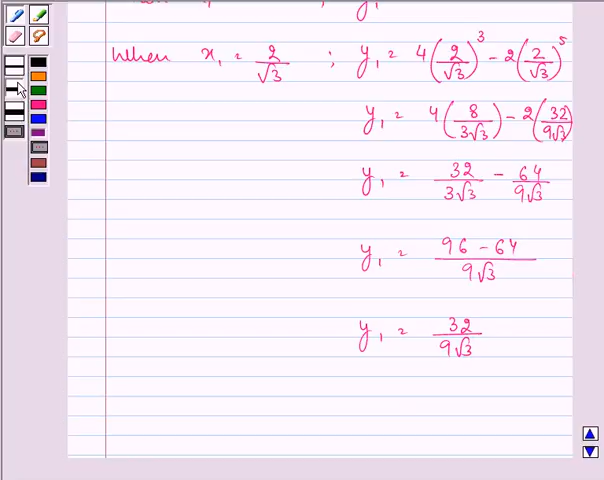 When x₁ = 2/√3 ; y₁ = 4(2/√3)³ - 2(2/√3)⁵
y₁ = 4(8/3√3) - 2(32/9√3)
y₁ = 32/3√3 - 64/9√3
y₁ = 96 - 64/9√3
y₁ = 32/9√3